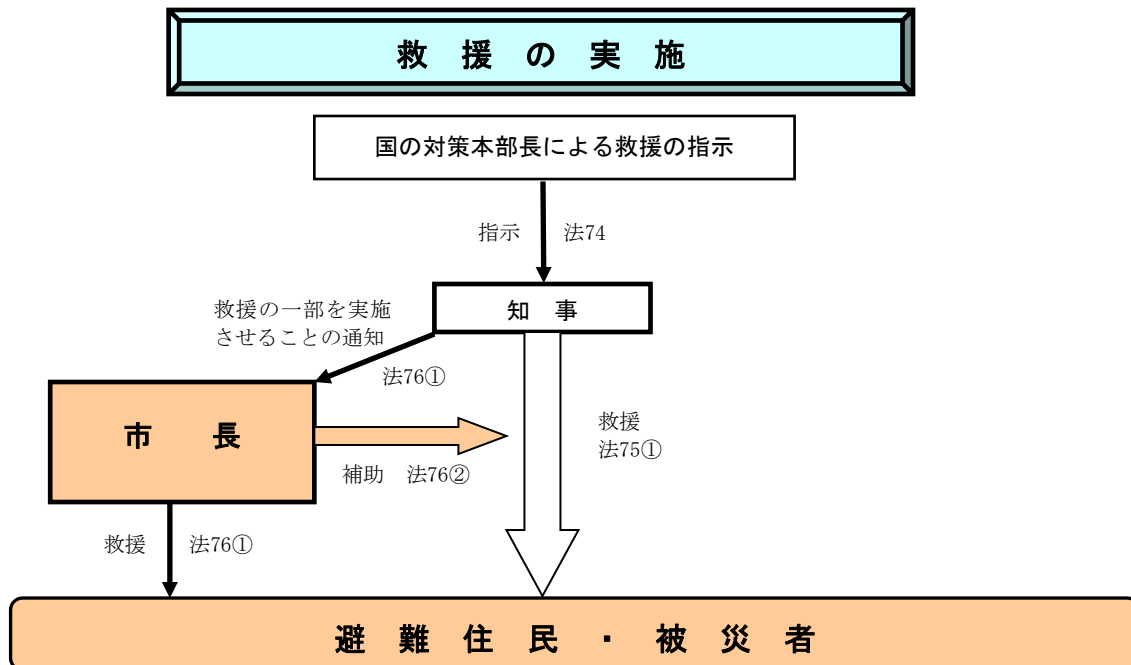 救援の実施
国の対策本部長による救援の指示
指示 法74
知 事
救援の一部を実施
させることの通知
法76①
市 長
救援
法75①
補助 法76②
救援 法76①
避難住民・被災者